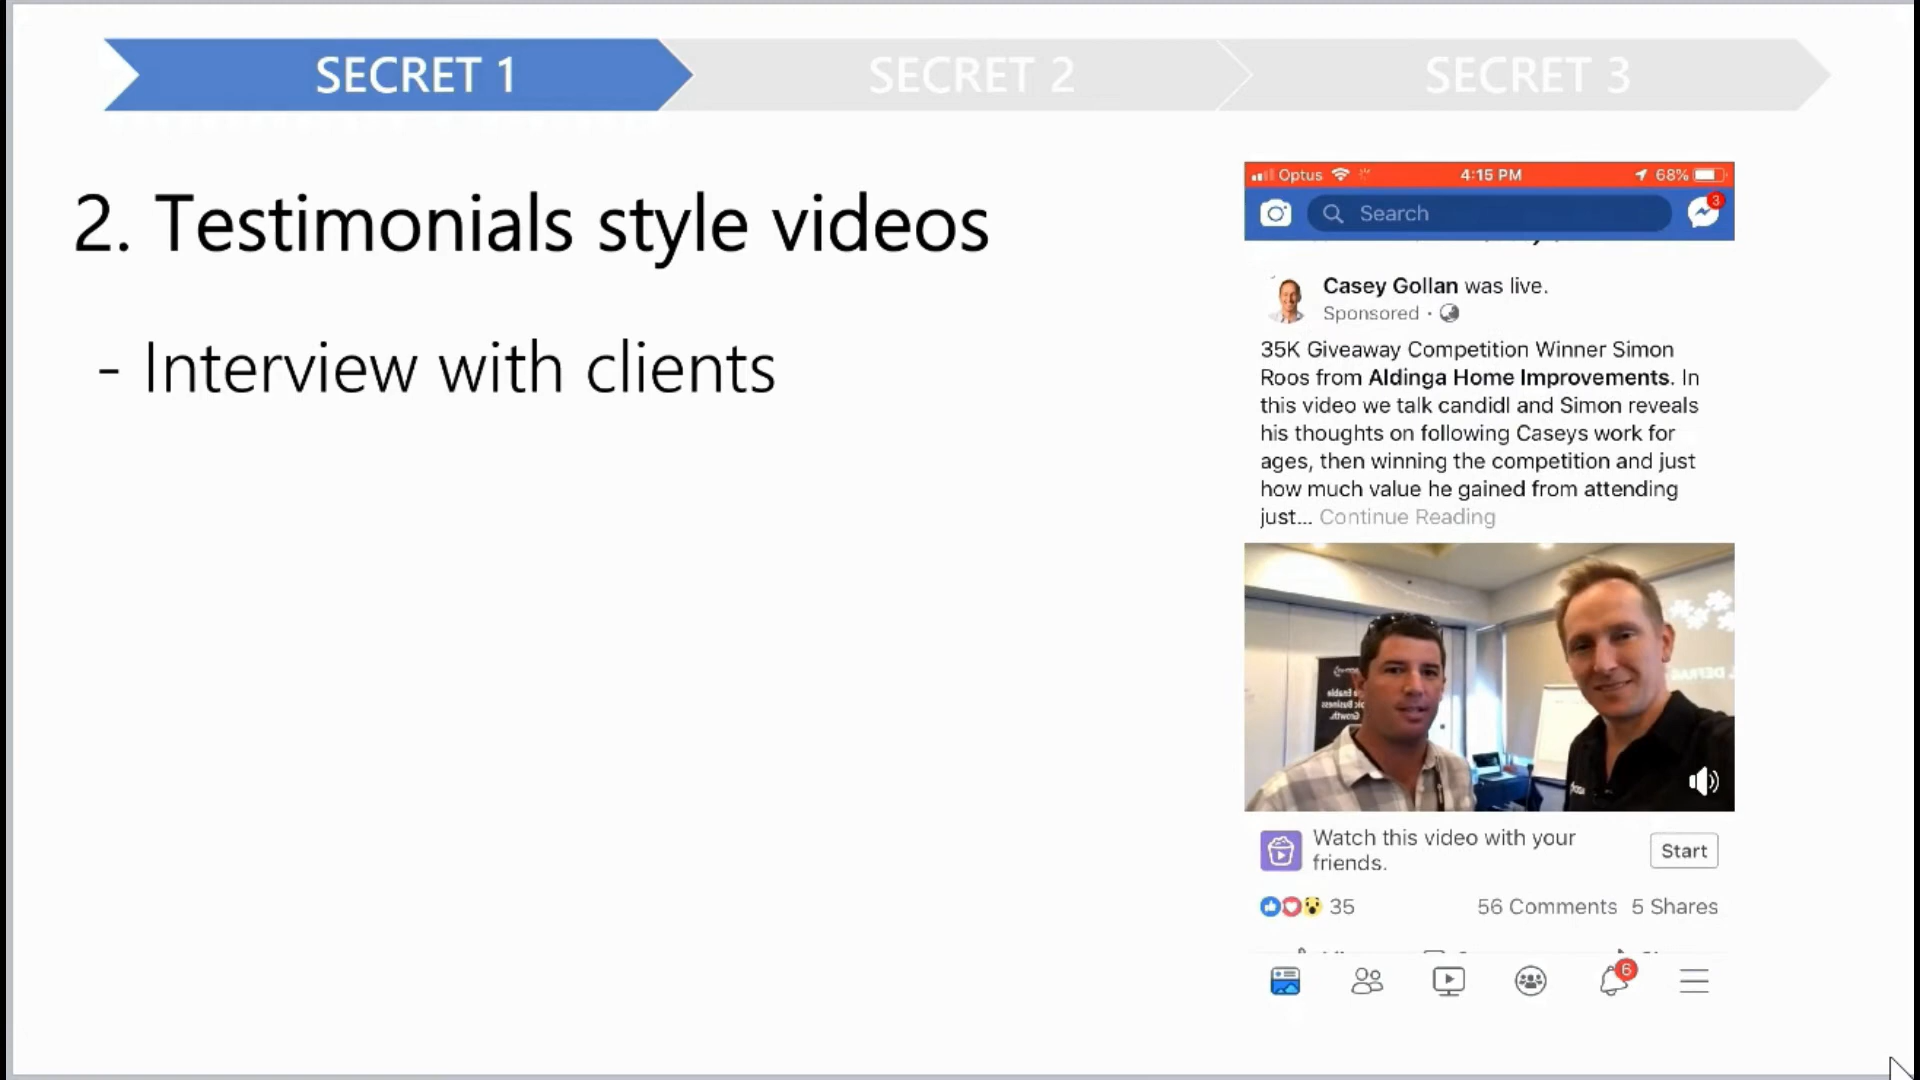 SECRET 1
SECRET 2
SECRET 3
2. Testimonials style videos
- Interview with clients
Optus
4:15 PM
68%
Search
3
Casey Gollan was live.
Sponsored ·
35K Giveaway Competition Winner Simon
Roos from Aldinga Home Improvements. In
this video we talk candidl and Simon reveals
his thoughts on following Caseys work for
ages, then winning the competition and just
how much value he gained from attending
just... Continue Reading
Watch this video with your
friends.
Start
35
56 Comments 5 Shares
6